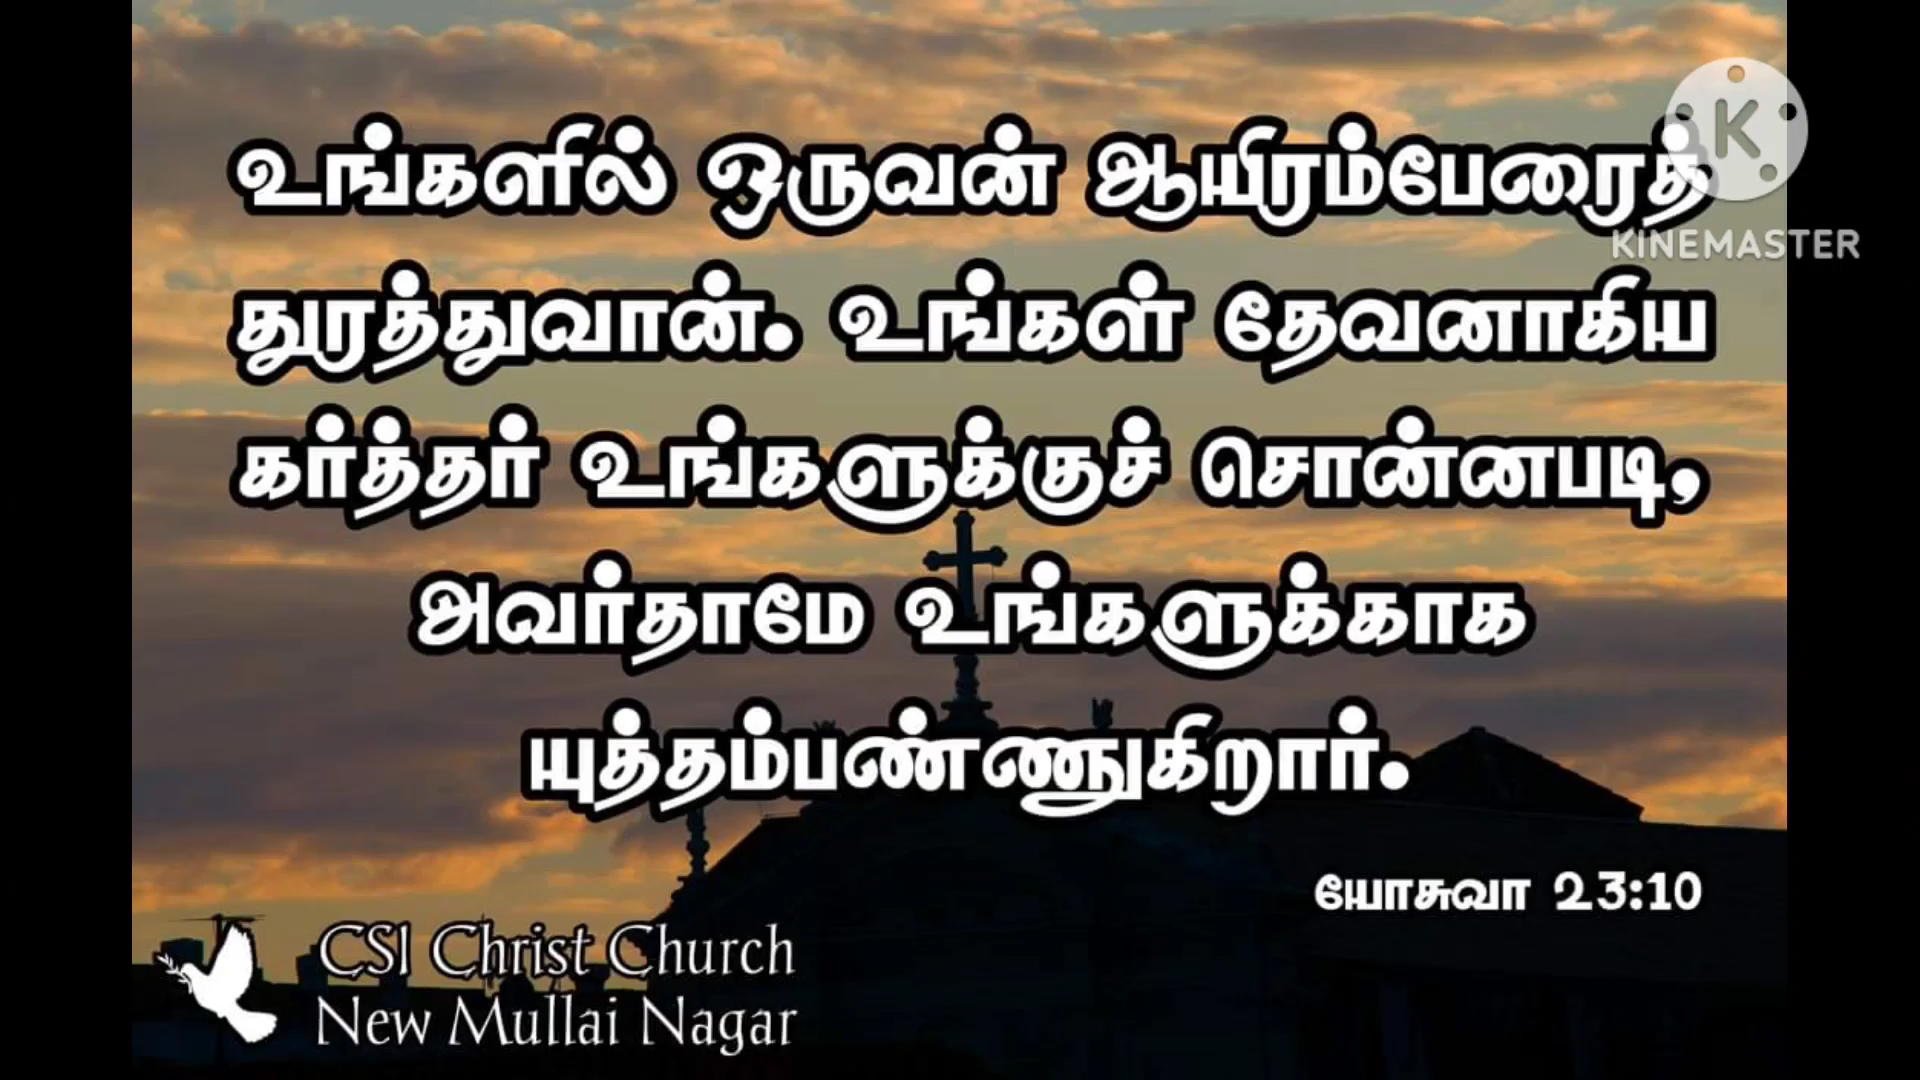 உங்களில் ஒருவன் ஆயிரம்பேரைத்
துரத்துவான். உங்கள் தேவனாகிய
கர்த்தர் உங்களுக்குச் சொன்னபடி,
அவர்தாமே உங்களுக்காக
யுத்தம்பண்ணுகிறார்.
யோசுவா 23:10
CSI Christ Church
New Mullai Nagar
K
KINEMASTER